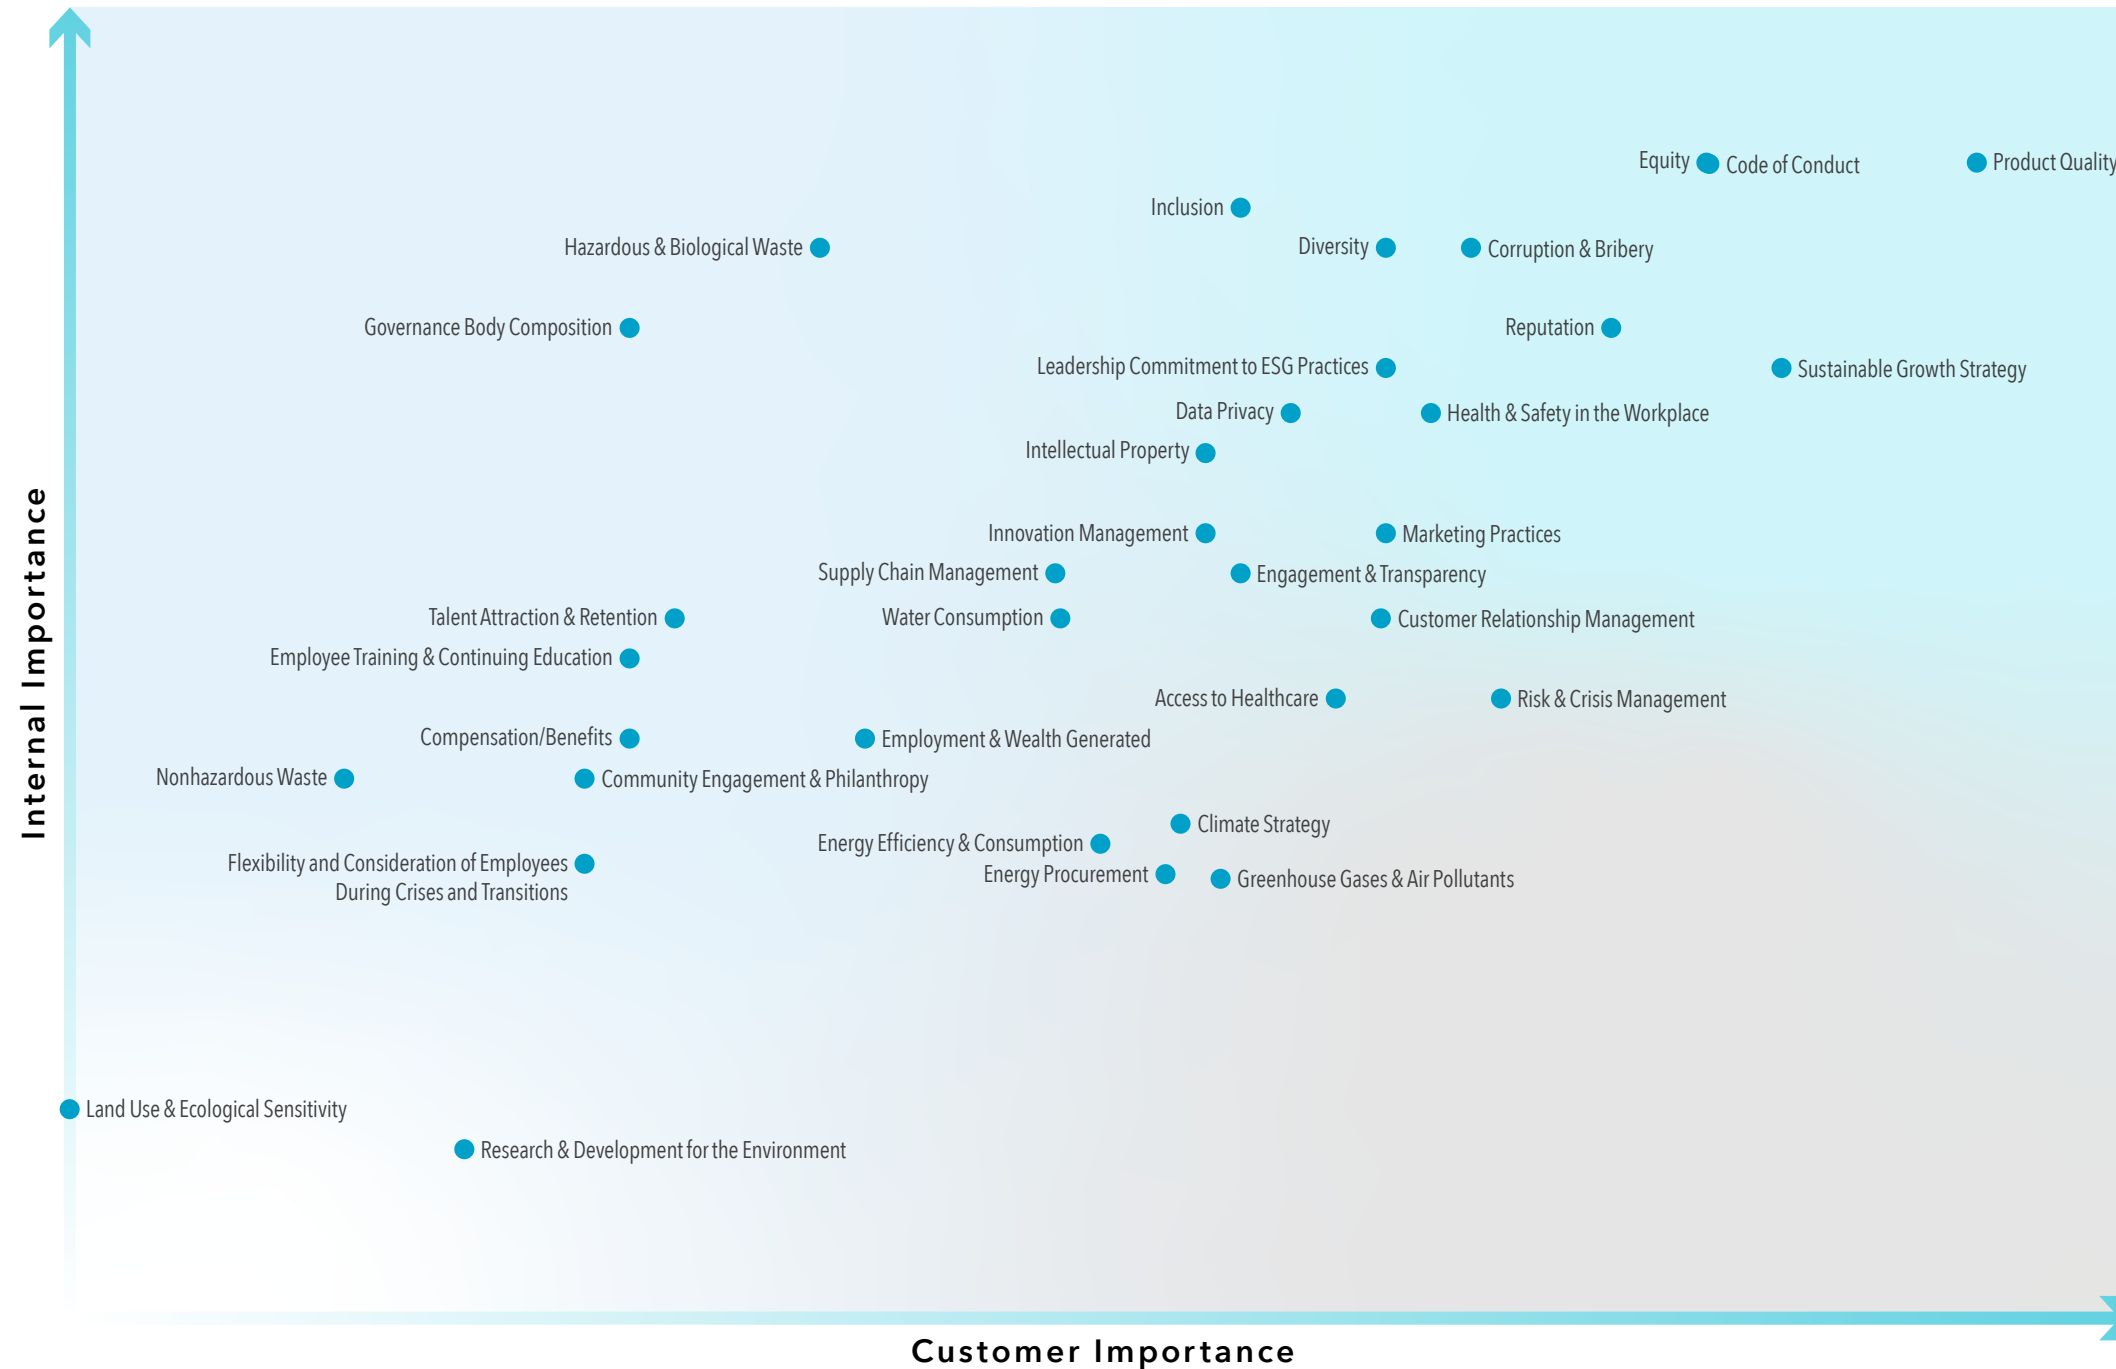 Equity
Code of Conduct
Product Quality
Inclusion
Hazardous & Biological Waste
Diversity
Corruption & Bribery
Governance Body Composition
Reputation
Leadership Commitment to ESG Practices
Sustainable Growth Strategy
Data Privacy
Health & Safety in the Workplace
Intellectual Property
Innovation Management
Marketing Practices
Supply Chain Management
Engagement & Transparency
Talent Attraction & Retention
Water Consumption
Customer Relationship Management
Employee Training & Continuing Education
Access to Healthcare
Risk & Crisis Management
Compensation/Benefits
Employment & Wealth Generated
Nonhazardous Waste
Community Engagement & Philanthropy
Climate Strategy
Energy Efficiency & Consumption
Flexibility and Consideration of Employees
During Crises and Transitions
Energy Procurement
Greenhouse Gases & Air Pollutants
Land Use & Ecological Sensitivity
Research & Development for the Environment
Internal Importance
Customer Importance